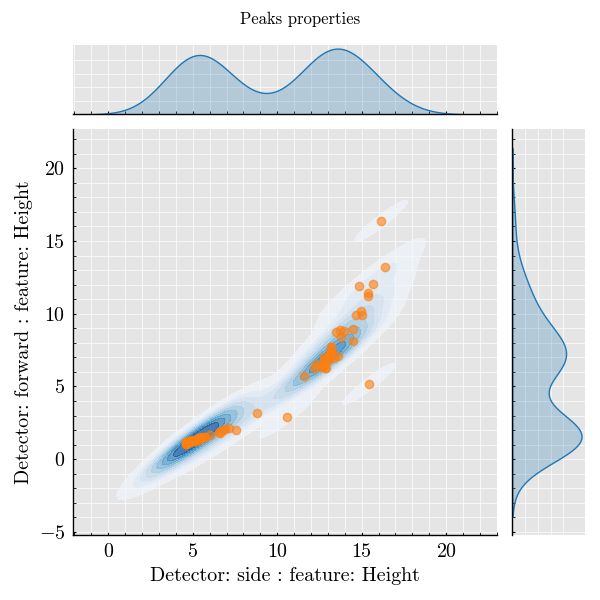 Peaks properties
20
15
10
5
0
−5
Detector: forward : feature: Height
0 5 10 15 20
Detector: side : feature: Height